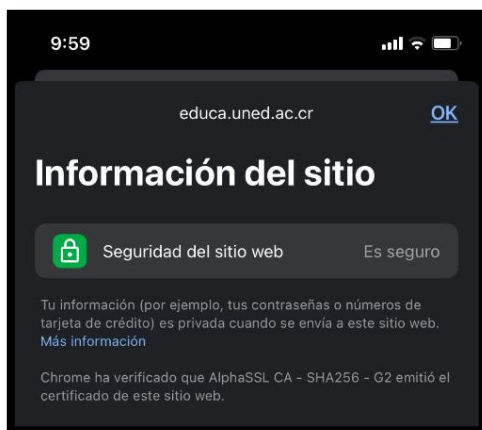 9:59
educa.uned.ac.cr
OK
Información del sitio
Seguridad del sitio web
Es seguro
Tu información (por ejemplo, tus contraseñas o números de
tarjeta de crédito) es privada cuando se envía a este sitio web.
Más información
Chrome ha verificado que AlphaSSL CA - SHA256 - G2 emitió el
certificado de este sitio web.